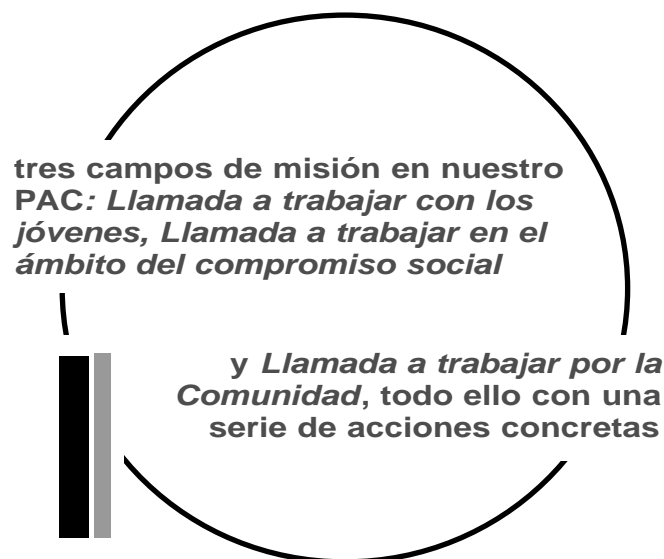 tres campos de misión en nuestro
PAC: Llamada a trabajar con los
jóvenes, Llamada a trabajar en el
ámbito del compromiso social
y Llamada a trabajar por la
Comunidad, todo ello con una
serie de acciones concretas